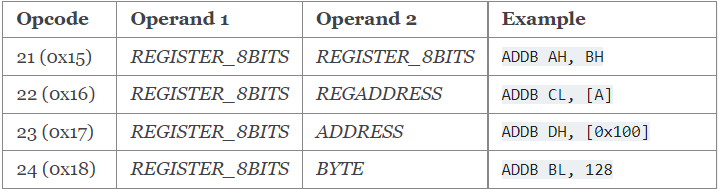 Opcode Operand 1 Operand 2 Example
21 (0x15) REGISTER_8BITS REGISTER_8BITS ADDB AH, BH
22 (0x16) REGISTER_8BITS REGADDRESS ADDB CL, [A]
23 (0x17) REGISTER_8BITS ADDRESS ADDB DH, [0x100]
24 (0x18) REGISTER_8BITS BYTE ADDB BL, 128